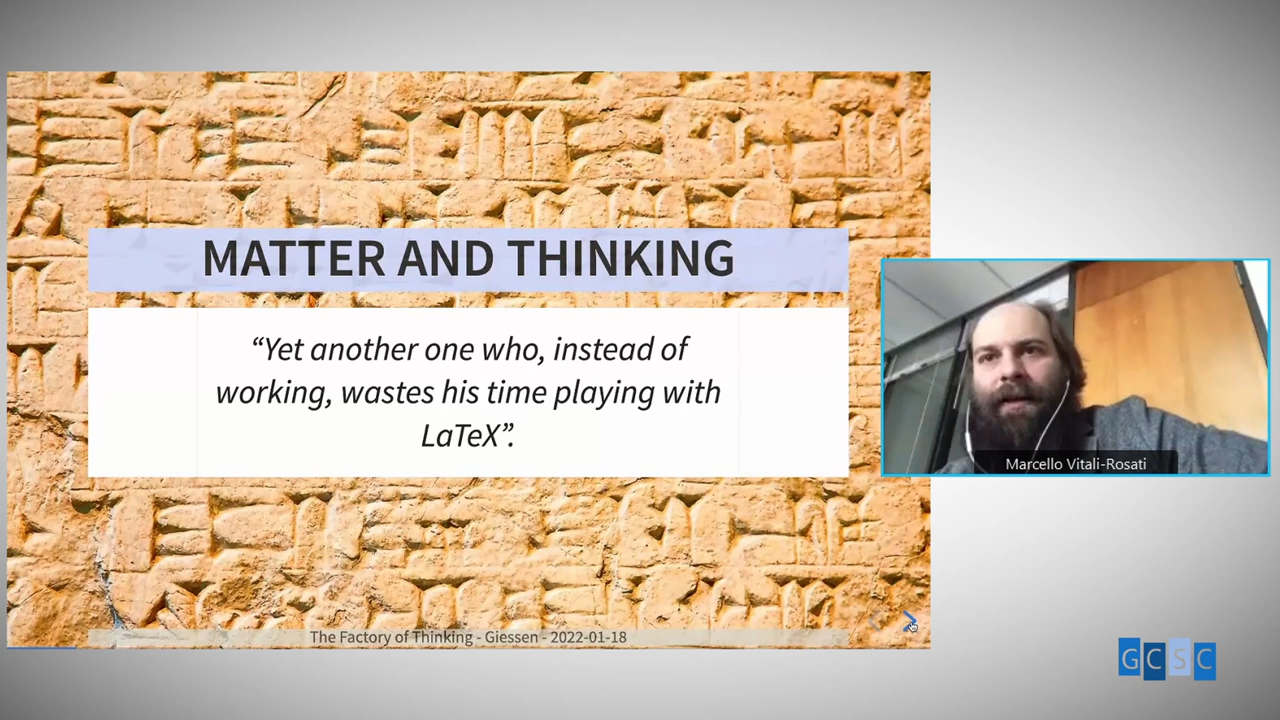 MATTER AND THINKING
“Yet another one who, instead of
working, wastes his time playing with
LaTeX”.
The Factory of Thinking - Giessen - 2022-01-18
Marcello Vitali-Rosati
GCSC